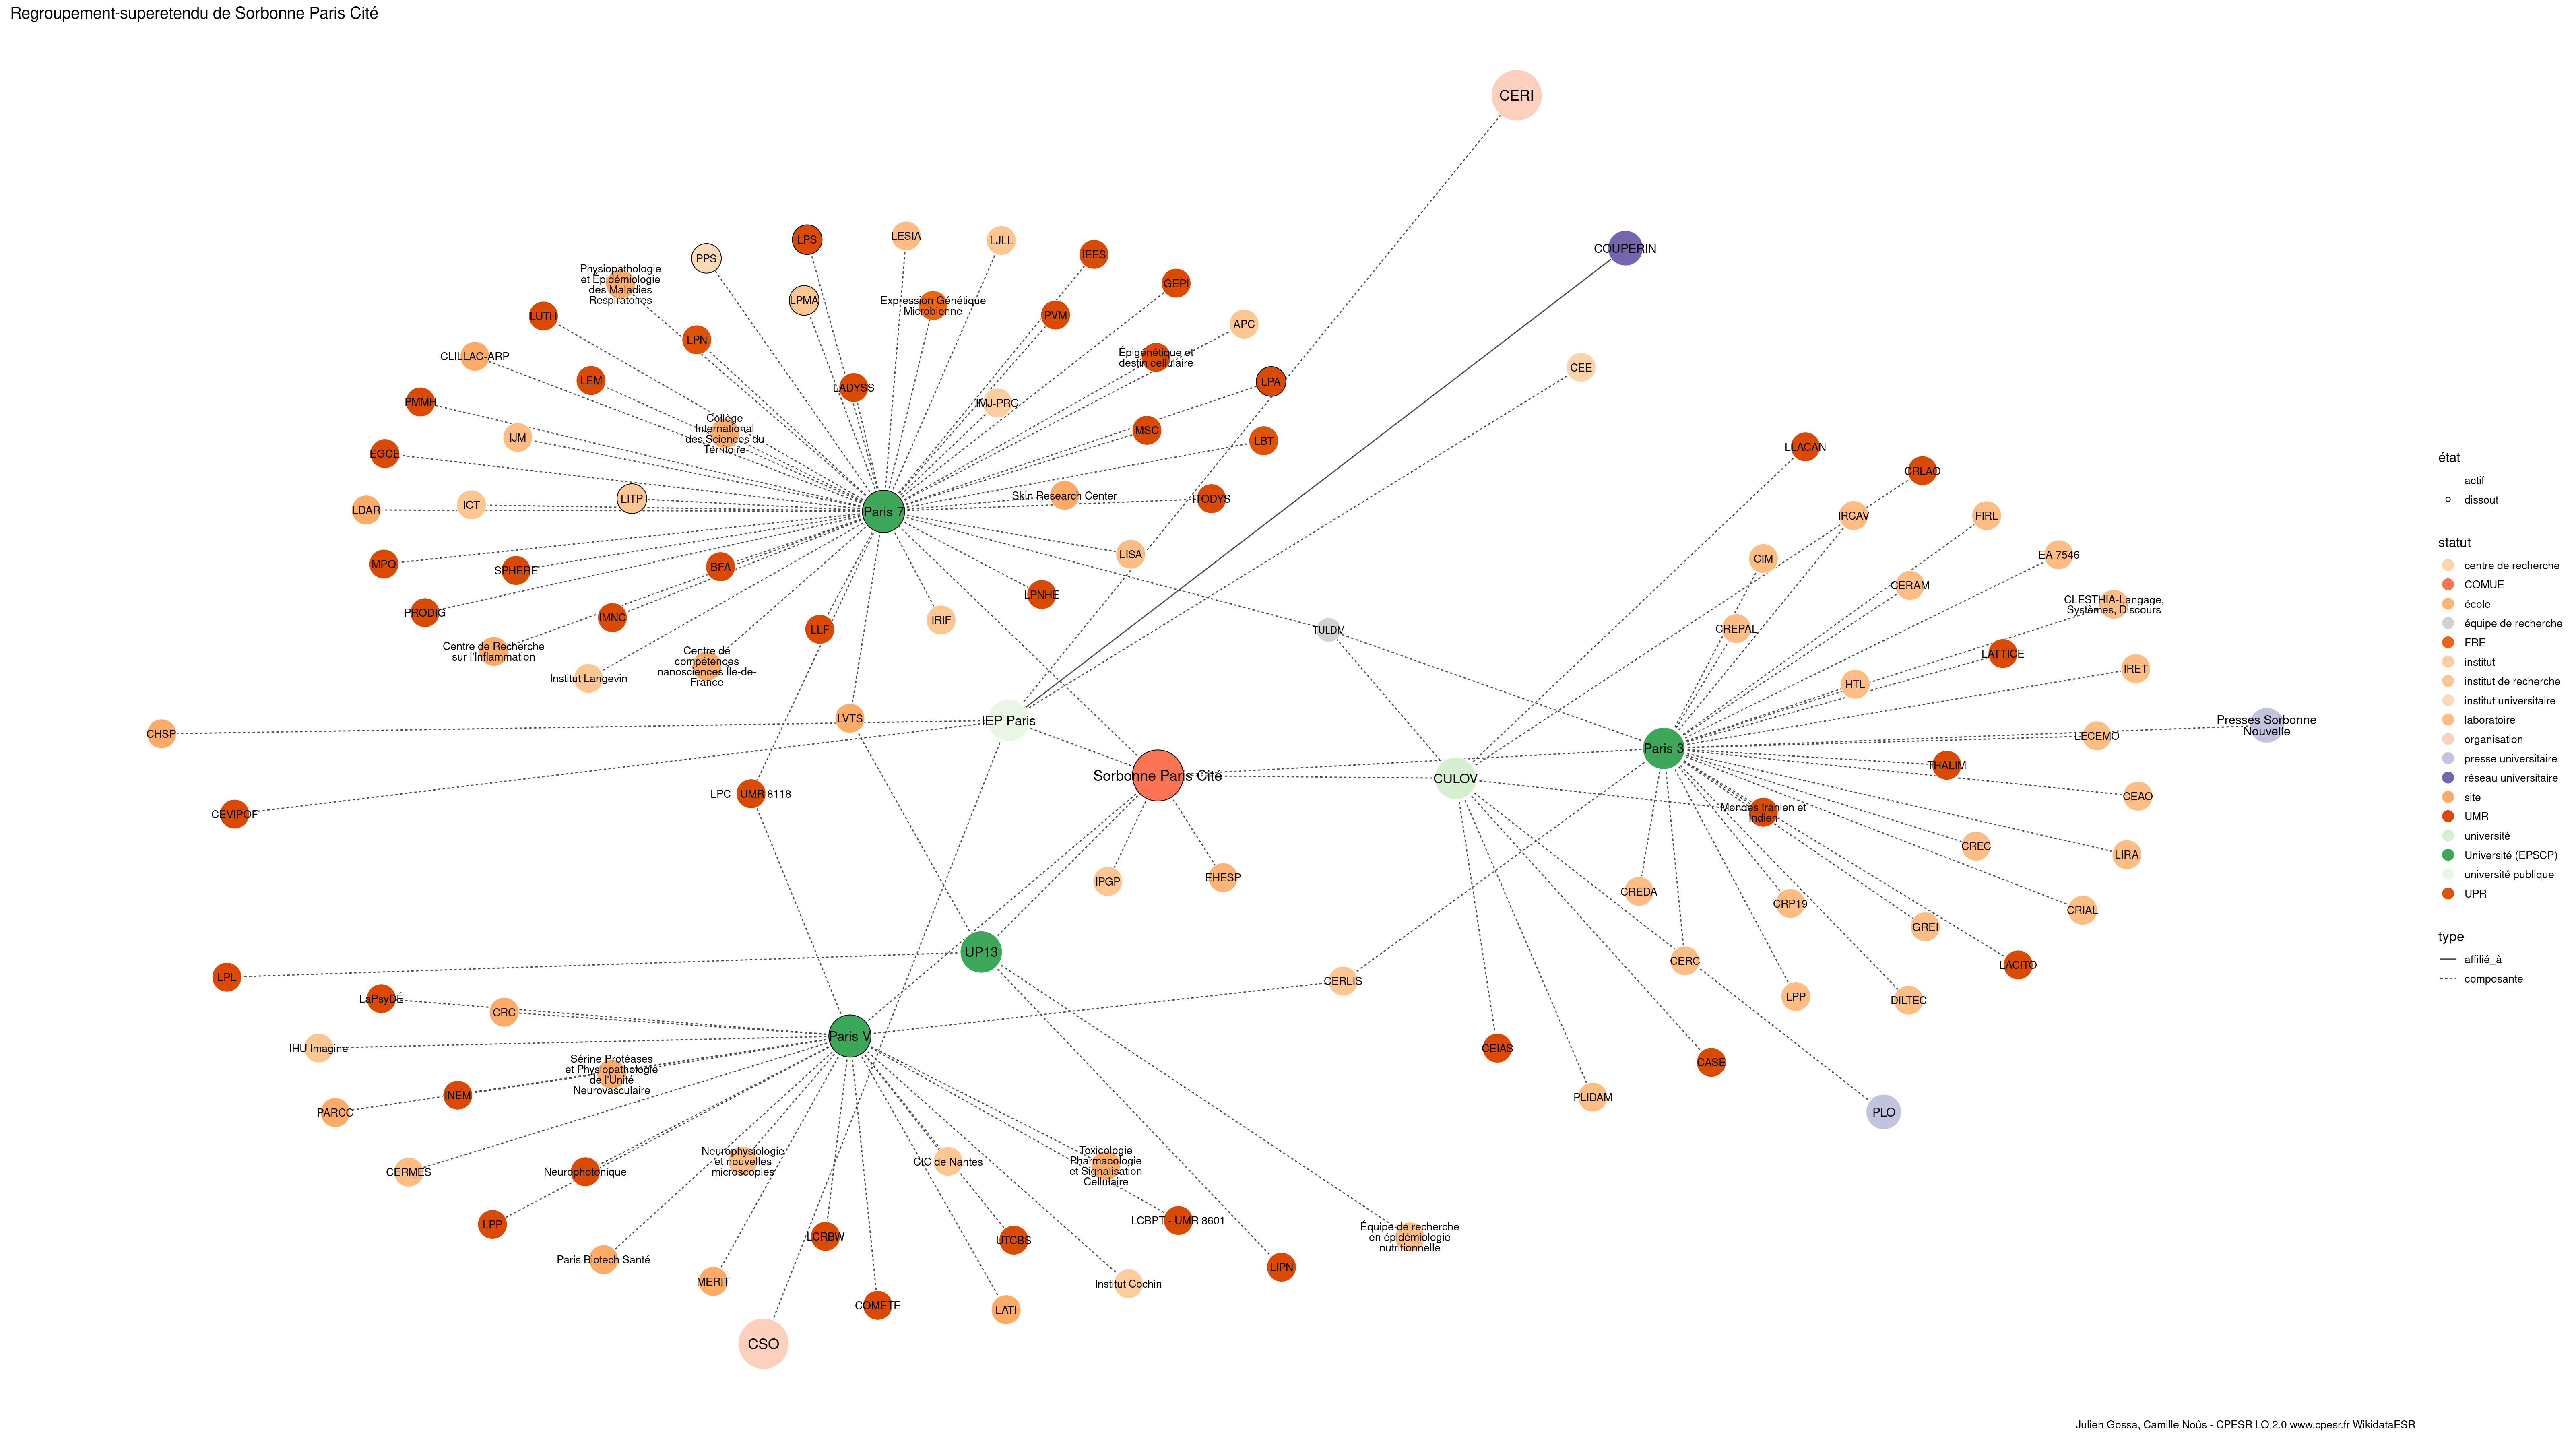 Regroupement-superetendu de Sorbonne Paris Cité
CERI
COUPERIN
LPS
LESIA
LJLL
PPS
IEES
Physiopathologie
et Épidémiologie
des Maladies
Respiratoires
GEPI
LPMA
Expression Génétique
Microbienne
LUTH
PVM
APC
LPN
CLILLAC-ARP
Épigénétique et
destin cellulaire
CEE
LEM
LADYSS
LPA
PMMH
IMJ-PRG
Collège
International
des Sciences du
Territoire
MSC
IJM
LBT
EGCE
LLACAN
CRLAO
LITP
Skin Research Center
ITODYS
ICT
LDAR
Paris 7
IRCAV
FIRL
MPQ
SPHERE
BFA
LISA
CIM
EA 7546
LPNHE
CERAM
CLESTHIA-Langage,
Systèmes, Discours
PRODIG
IMNC
LLF
IRIF
TULDM
CREPAL
Centre de Recherche
sur l'Inflammation
Centre de
compétences
nanosciences Ile-de-
France
Institut Langevin
LATTICE
IRET
HTL
CHSP
LVTS
IEP Paris
Presses Sorbonne
Nouvelle
LECEMO
Paris 3
THALIM
Sorbonne Paris Cité
CULOV
LPC - UMR 8118
CEAO
CEVIPOF
Mondes Iranien et
Indien
CREC
LIRA
IPGP
EHESP
CREDA
CRP19
CRIAL
GREI
UP13
LPL
CERLIS
CERC
LACITO
LaPsyDÉ
CRC
LPP
DILTEC
Paris V
IHU Imagine
CEIAS
CASE
Sérine Protéases
et Physiopathologie
de l'Unité
Neurovasculaire
INEM
PARCC
PLIDAM
PLO
CERMES
Neurophotonique
Neurophysiologie
et nouvelles
microscopies
CIC de Nantes
Toxicologie
Pharmacologie
et Signalisation
Cellulaire
LPP
LCRBW
UTCBS
LCBPT - UMR 8601
Équipe de recherche
en épidémiologie
nutritionnelle
Paris Biotech Santé
MERIT
LIPN
Institut Cochin
COMETE
LATI
CSO
état
actif
dissout
statut
centre de recherche
COMUE
école
équipe de recherche
FRE
institut
institut de recherche
institut universitaire
laboratoire
organisation
presse universitaire
réseau universitaire
site
UMR
université
Université (EPSCP)
université publique
UPR
type
affilié_à
composante
Julien Gossa, Camille Noûs - CPESR LO 2.0 www.cpesr.fr WikidataESR